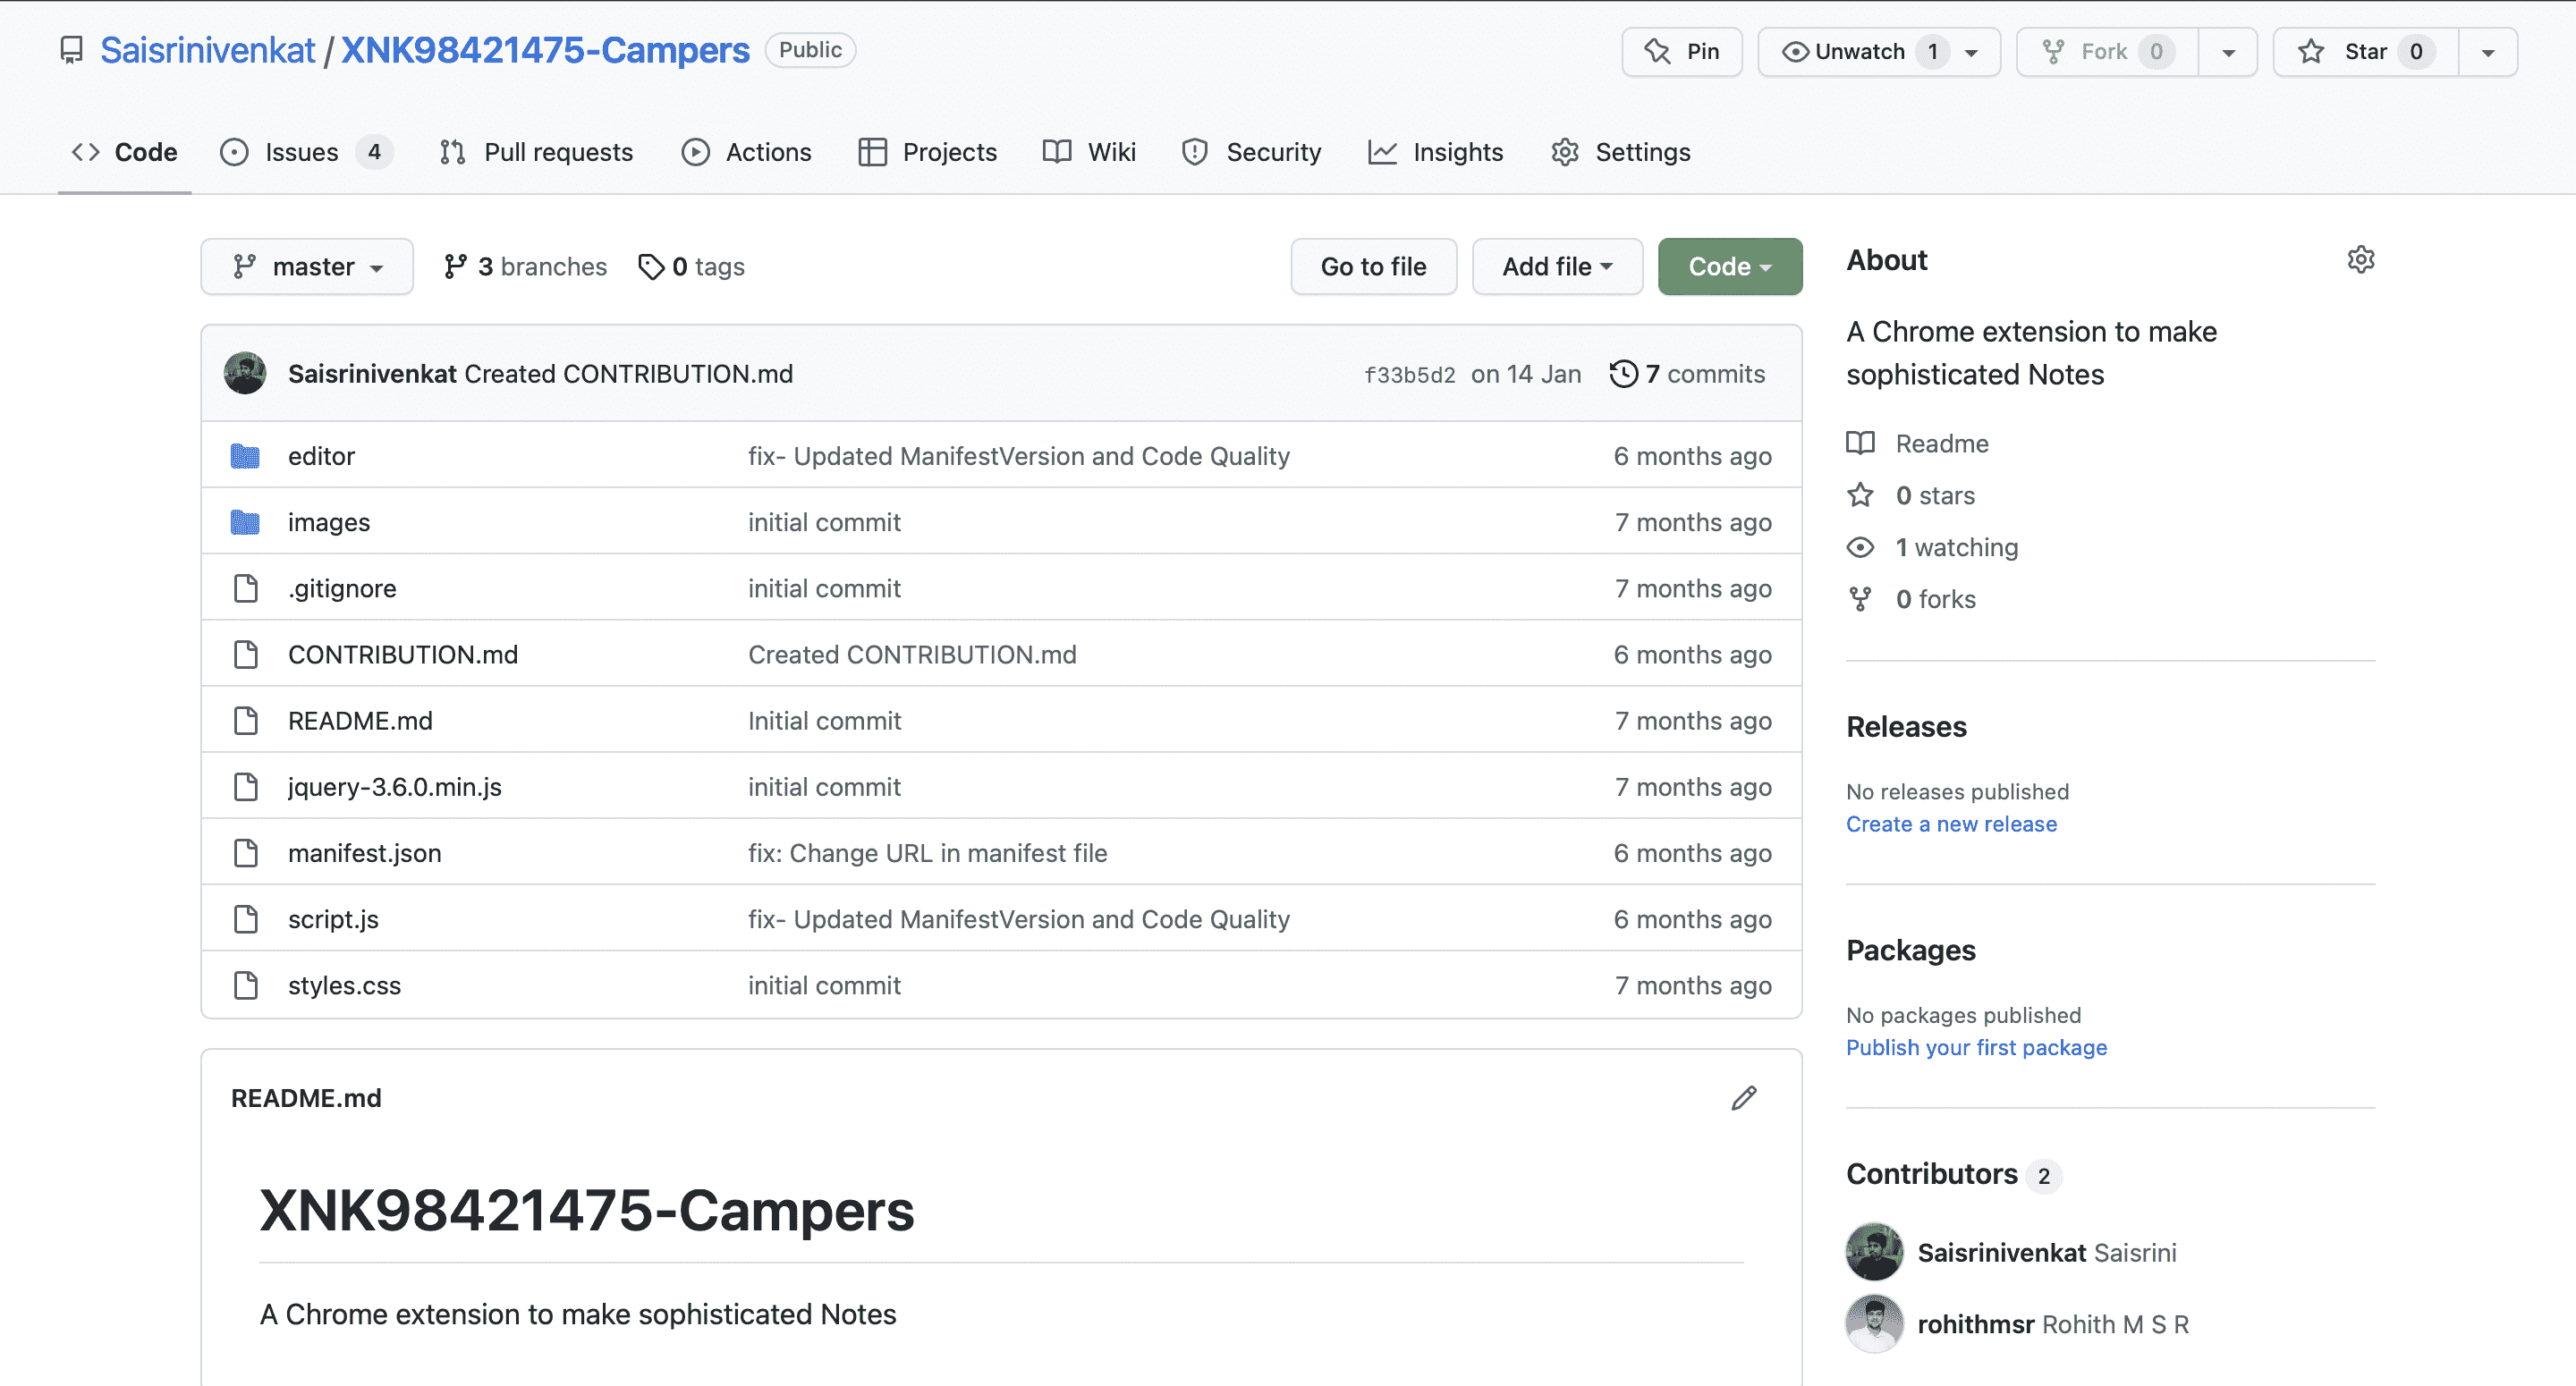 Saisrinivenkat / XNK98421475-Campers Public
Pin Unwatch 1 Fork 0 Star 0
Code Issues 4 Pull requests Actions Projects Wiki Security Insights Settings
master 3 branches 0 tags Go to file Add file Code
Saisrinivenkat Created CONTRIBUTION.md f33b5d2 on 14 Jan 7 commits
editor fix- Updated ManifestVersion and Code Quality 6 months ago
images initial commit 7 months ago
.gitignore initial commit 7 months ago
CONTRIBUTION.md Created CONTRIBUTION.md 6 months ago
README.md Initial commit 7 months ago
jquery-3.6.0.min.js initial commit 7 months ago
manifest.json fix: Change URL in manifest file 6 months ago
script.js fix- Updated ManifestVersion and Code Quality 6 months ago
styles.css initial commit 7 months ago
README.md
XNK98421475-Campers
A Chrome extension to make sophisticated Notes
About
A Chrome extension to make
sophisticated Notes
Readme
0 stars
1 watching
0 forks
Releases
No releases published
Create a new release
Packages
No packages published
Publish your first package
Contributors 2
Saisrinivenkat Saisrini
rohithmsr Rohith M S R